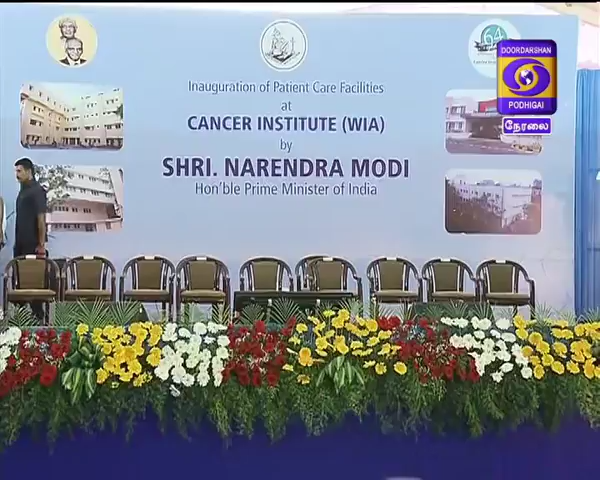 Inauguration of Patient Care Facilities
at
CANCER INSTITUTE (WIA)
by
SHRI. NARENDRA MODI
Hon'ble Prime Minister of India
64
DOORDARSHAN
PODHIGAI
நேரலை